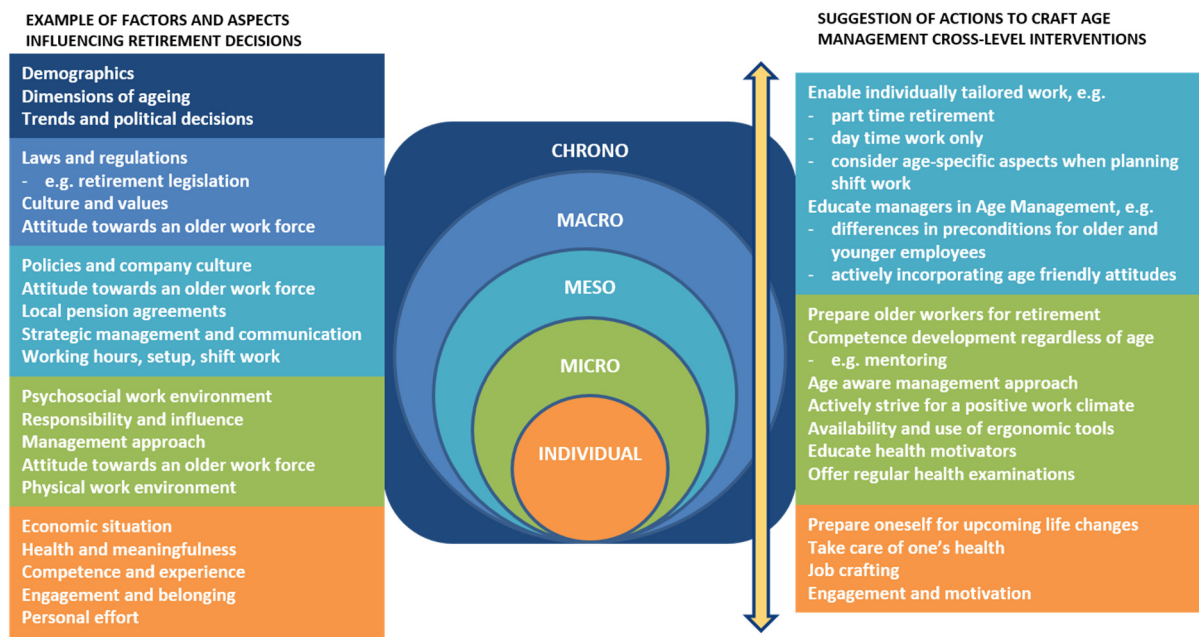 EXAMPLE OF FACTORS AND ASPECTS
INFLUENCING RETIREMENT DECISIONS
Demographics
Dimensions of ageing
Trends and political decisions
Laws and regulations
- e.g. retirement legislation
Culture and values
Attitude towards an older work force
Policies and company culture
Attitude towards an older work force
Local pension agreements
Strategic management and communication
Working hours, setup, shift work
Psychosocial work environment
Responsibility and influence
Management approach
Attitude towards an older work force
Physical work environment
Economic situation
Health and meaningfulness
Competence and experience
Engagement and belonging
Personal effort
CHRONO
MACRO
MESO
MICRO
INDIVIDUAL
SUGGESTION OF ACTIONS TO CRAFT AGE
MANAGEMENT CROSS-LEVEL INTERVENTIONS
Enable individually tailored work, e.g.
- part time retirement
- day time work only
- consider age-specific aspects when planning
shift work
Educate managers in Age Management, e.g.
- differences in preconditions for older and
younger employees
- actively incorporating age friendly attitudes
Prepare older workers for retirement
Competence development regardless of age
- e.g. mentoring
Age aware management approach
Actively strive for a positive work climate
Availability and use of ergonomic tools
Educate health motivators
Offer regular health examinations
Prepare oneself for upcoming life changes
Take care of one's health
Job crafting
Engagement and motivation